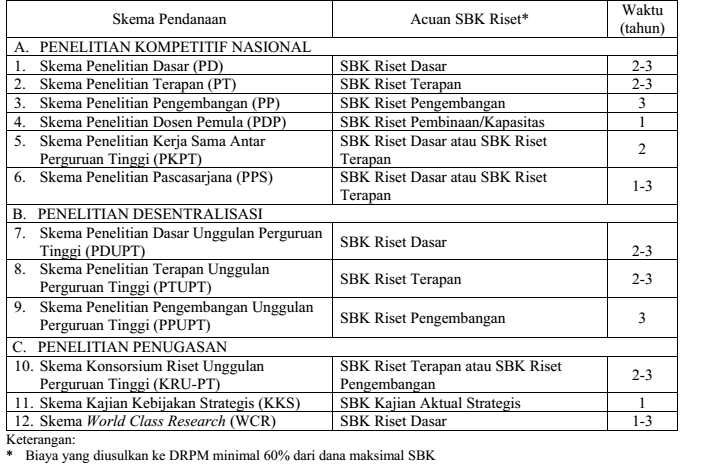 Skema Pendanaan Acuan SBK Riset* Waktu
(tahun)
A. PENELITIAN KOMPETITIF NASIONAL
1. Skema Penelitian Dasar (PD) SBK Riset Dasar 2-3
2. Skema Penelitian Terapan (PT) SBK Riset Terapan 2-3
3. Skema Penelitian Pengembangan (PP) SBK Riset Pengembangan 3
4. Skema Penelitian Dosen Pemula (PDP) SBK Riset Pembinaan/Kapasitas 1
5. Skema Penelitian Kerja Sama Antar SBK Riset Dasar atau SBK Riset 2
Perguruan Tinggi (PKPT) Terapan
6. Skema Penelitian Pascasarjana (PPS) SBK Riset Dasar atau SBK Riset 1-3
Terapan
B. PENELITIAN DESENTRALISASI
7. Skema Penelitian Dasar Unggulan Perguruan SBK Riset Dasar
Tinggi (PDUPT) 2-3
8. Skema Penelitian Terapan Unggulan SBK Riset Terapan 2-3
Perguruan Tinggi (PTUPT)
9. Skema Penelitian Pengembangan Unggulan SBK Riset Pengembangan 3
Perguruan Tinggi (PPUPT)
C. PENELITIAN PENUGASAN
10. Skema Konsorsium Riset Unggulan SBK Riset Terapan atau SBK Riset 2-3
Perguruan Tinggi (KRU-PT) Pengembangan
11. Skema Kajian Kebijakan Strategis (KKS) SBK Kajian Aktual Strategis 1
12. Skema World Class Research (WCR) SBK Riset Dasar 1-3
Keterangan:
* Biaya yang diusulkan ke DRPM minimal 60% dari dana maksimal SBK